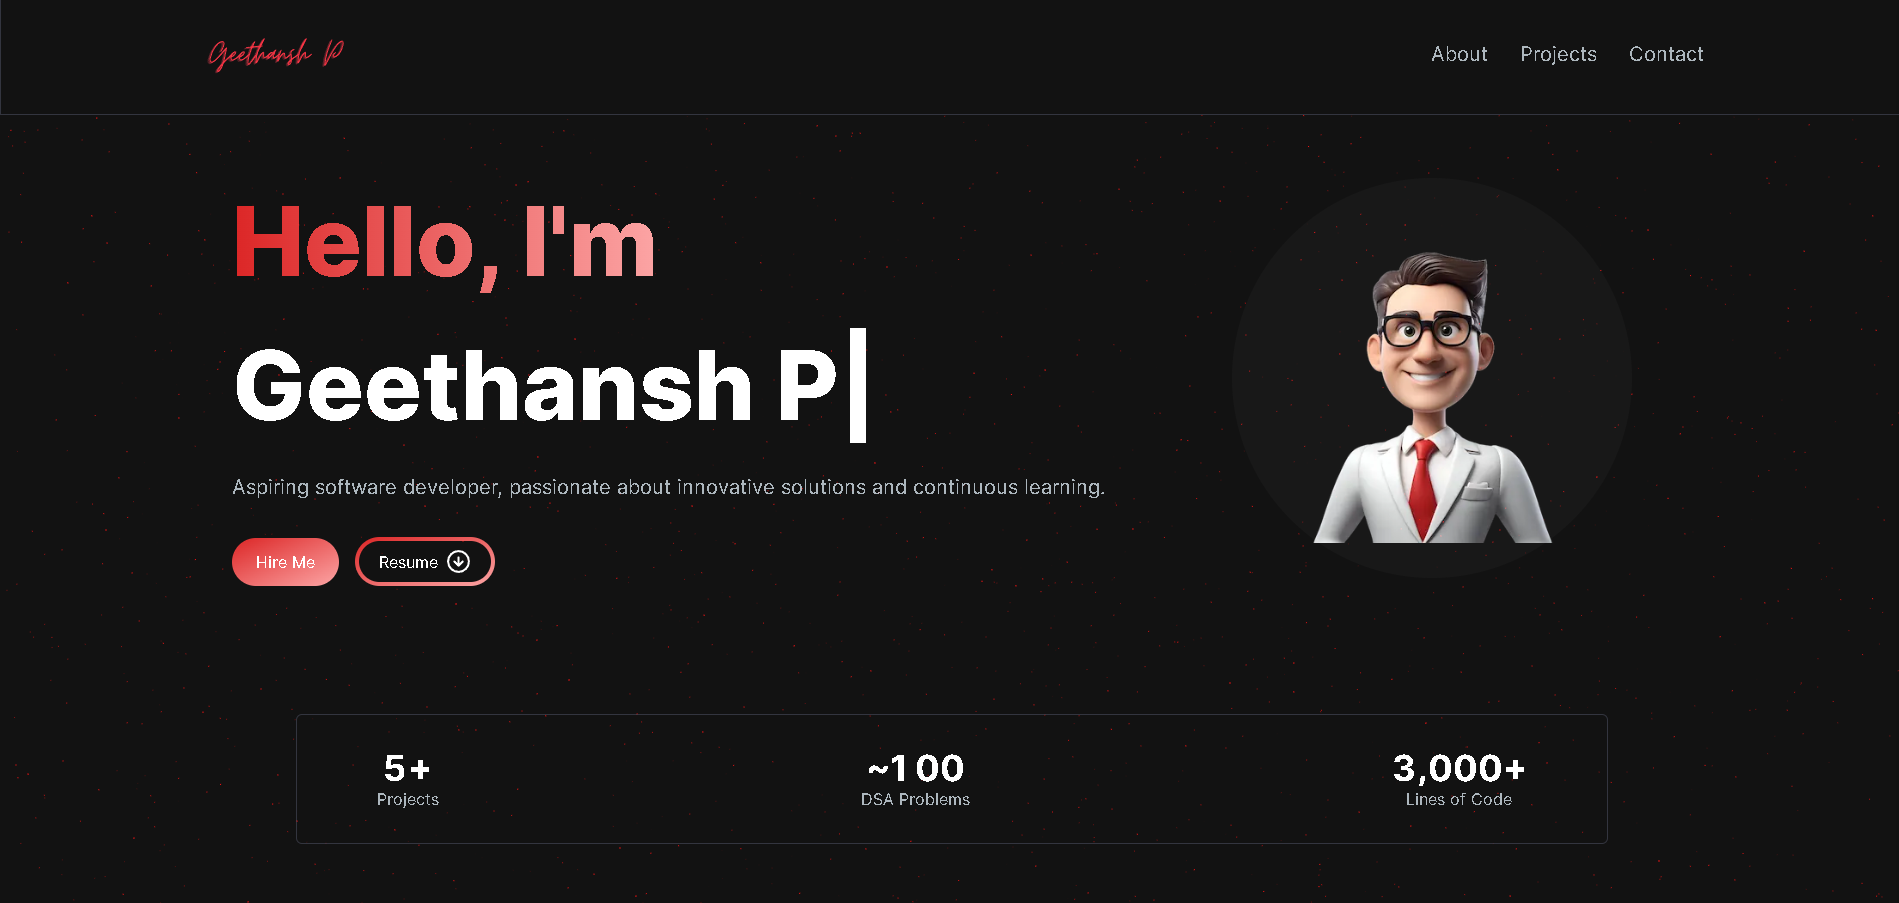 Geethansh P
About Projects Contact
Hello, I'm
Geethansh P
Aspiring software developer, passionate about innovative solutions and continuous learning.
Hire Me Resume
5+ ~100 3,000+
Projects DSA Problems Lines of Code